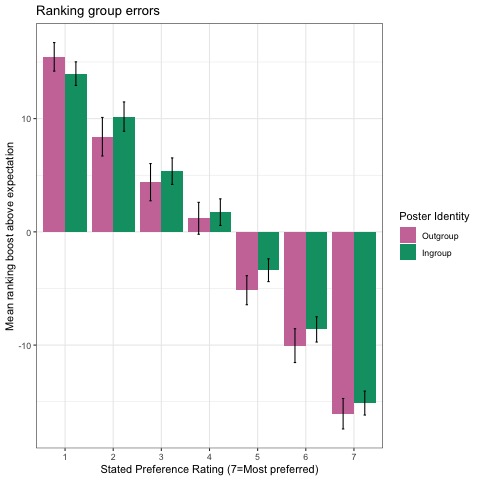 Ranking group errors
Mean ranking boost above expectation
10
0
-10
1 2 3 4 5 6 7
Stated Preference Rating (7=Most preferred)
Poster Identity
Outgroup
Ingroup